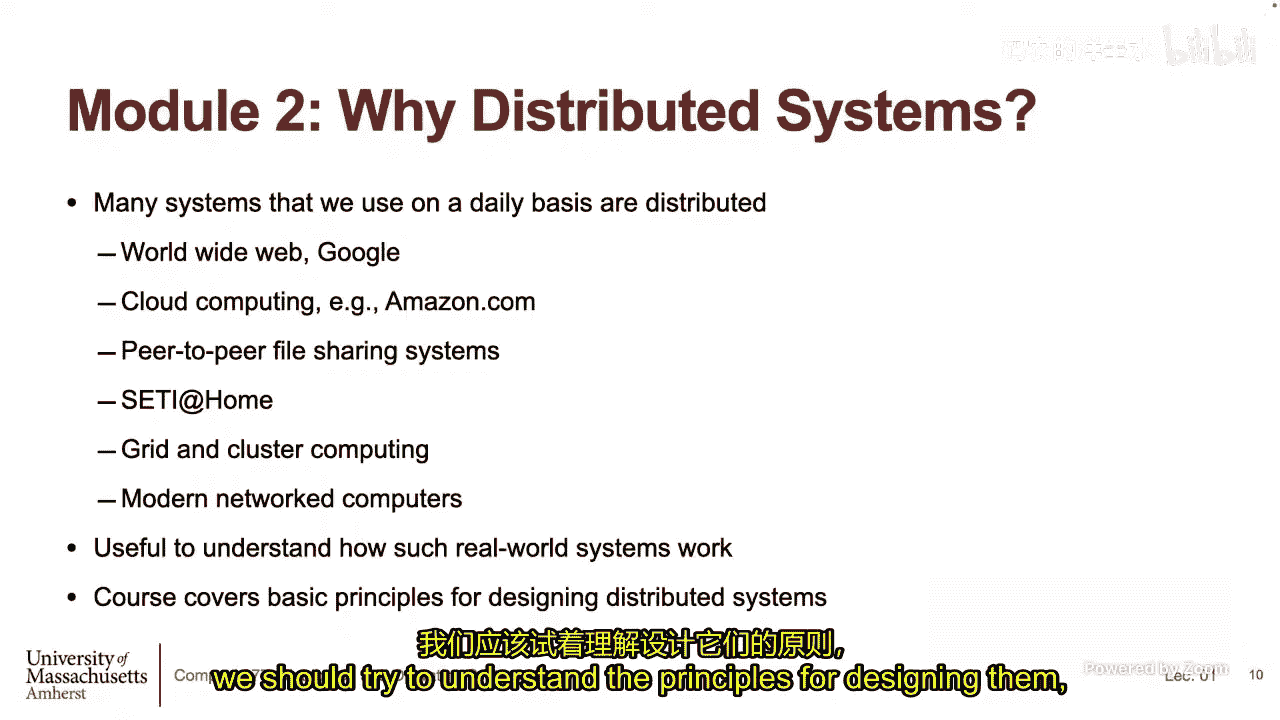 bilibili
Module 2: Why Distributed Systems?
• Many systems that we use on a daily basis are distributed
– World wide web, Google
– Cloud computing, e.g., Amazon.com
– Peer-to-peer file sharing systems
– SETI@Home
– Grid and cluster computing
– Modern networked computers
• Useful to understand how such real-world systems work
• Course covers basic principles for designing distributed systems
我们应该试着理解设计它们的原则,
we should try to understand the principles for designing them,
University of
Massachusetts
Amherst
Powered by Zoom
Lec. 01
10